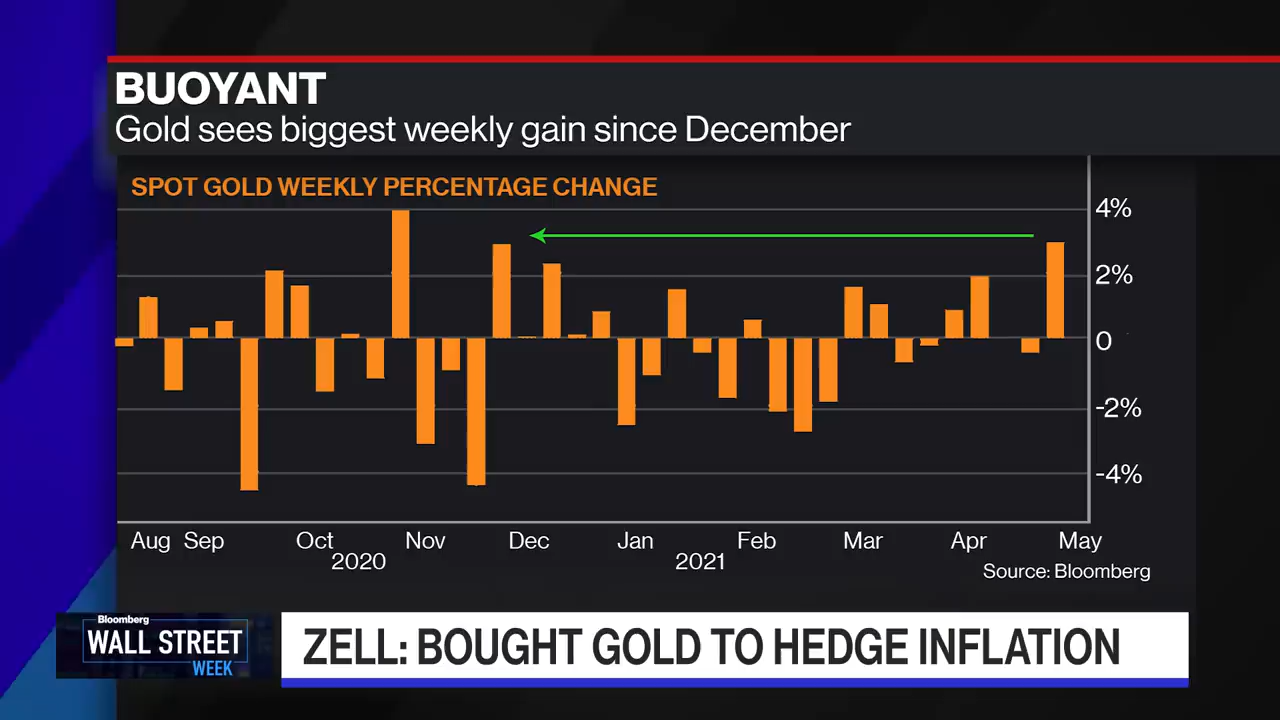 BUOYANT
Gold sees biggest weekly gain since December
SPOT GOLD WEEKLY PERCENTAGE CHANGE
4%
2%
0
-2%
-4%
Aug Sep Oct Nov Dec Jan Feb Mar Apr May
2020 2021
Source: Bloomberg
Bloomberg
WALL STREET
WEEK
ZELL: BOUGHT GOLD TO HEDGE INFLATION